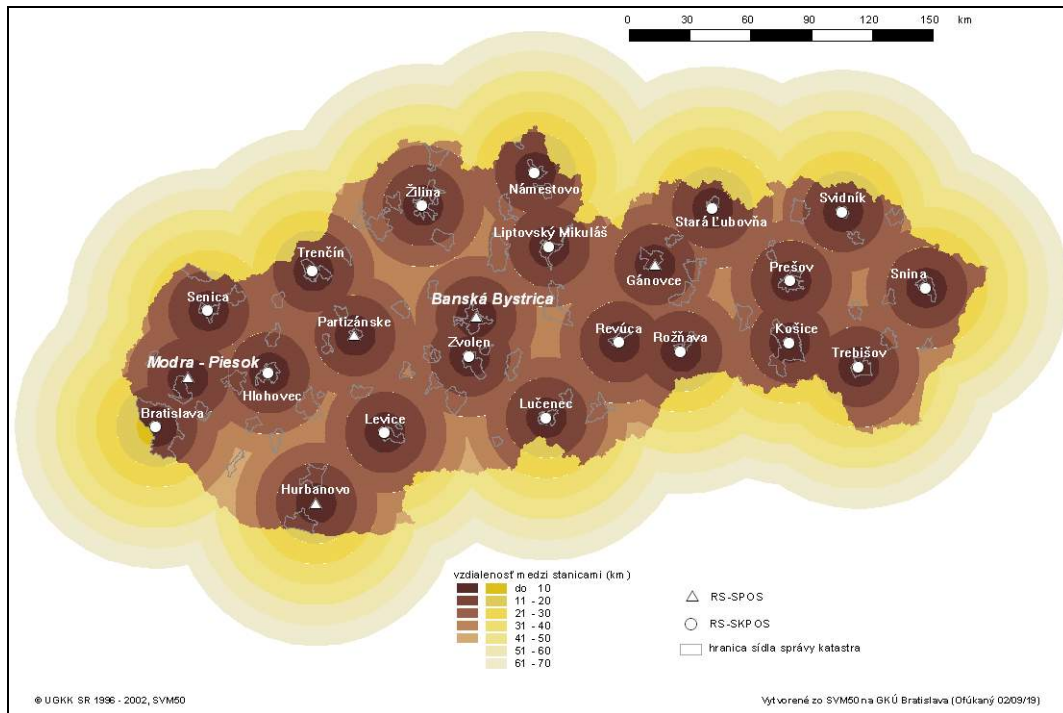 0 30 60 90 120 150 km
Námestovo
Žilina
Svidník
Stará Ľubovňa
Liptovský Mikuláš
Trenčín
Prešov
Gánovce
Snina
Senica
Banská Bystrica
Partizánske
Revúca
Rožňava
Košice
Zvolen
Trebišov
Modra - Piesok
Hlohovec
Bratislava
Lučenec
Levice
Hurbanovo
vzdialenosť medzi stanicami (km)
do 10
11 - 20
21 - 30
31 - 40
41 - 50
51 - 60
61 - 70
RS-SPOS
RS-SKPOS
hranica sídla správy katastra
© UGKK SR 1996 - 2002, SVM50
Vytvorené zo SVM50 na GKÚ Bratislava (Ofúkaný 02/09/19)